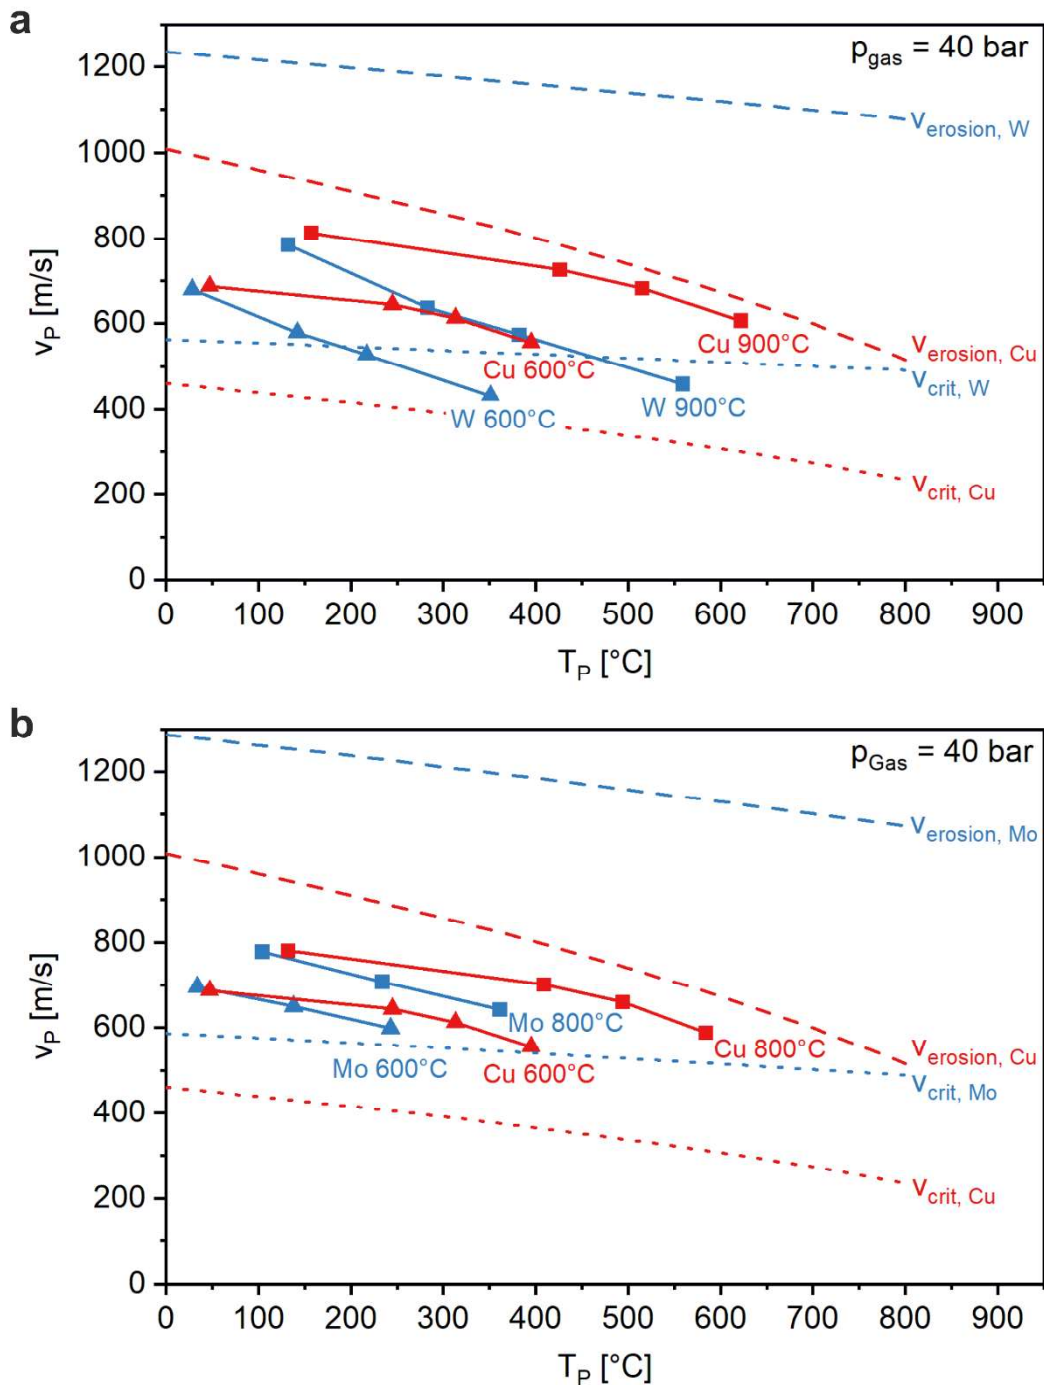 a
p_gas = 40 bar
1200
1000
800
600
400
200
0
v_P [m/s]
v_erosion, W
Cu 900°C
v_erosion, Cu
Cu 600°C
v_crit, W
W 600°C
W 900°C
v_crit, Cu
0 100 200 300 400 500 600 700 800 900
T_P [°C]
b
p_Gas = 40 bar
1200
1000
800
600
400
200
0
v_P [m/s]
v_erosion, Mo
Mo 800°C
Cu 800°C
v_erosion, Cu
Mo 600°C
Cu 600°C
v_crit, Mo
v_crit, Cu
0 100 200 300 400 500 600 700 800 900
T_P [°C]